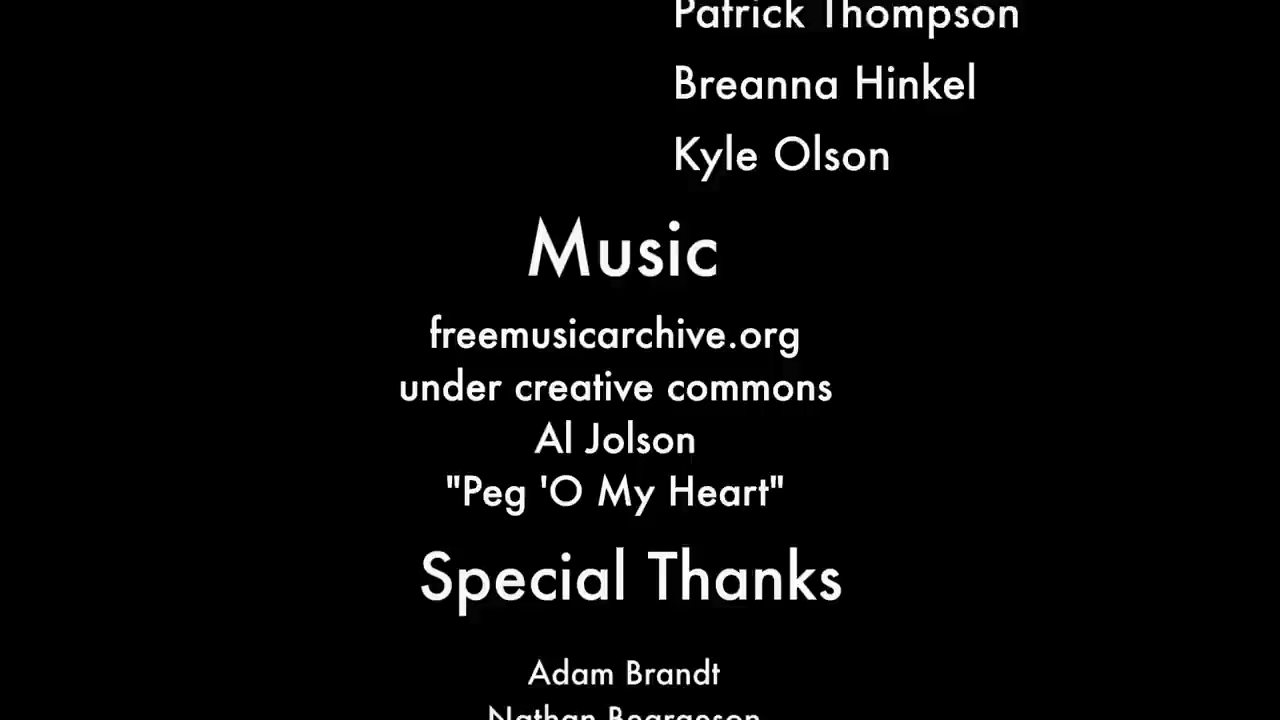 Patrick Thompson
Breanna Hinkel
Kyle Olson
Music
freemusicarchive.org
under creative commons
Al Jolson
"Peg 'O My Heart"
Special Thanks
Adam Brandt
Nathan